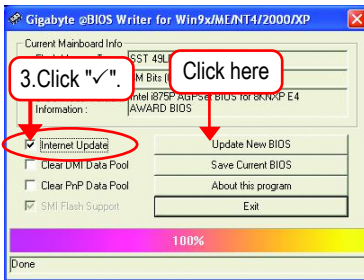 Gigabyte @BIOS Writer for Win9x/ME/NT4/2000/XP
Current Mainboard Info
SST 49L
3.Click "✓".
Click here
M Bits
Intel i875P AGPSet BIOS for 8KNXP E4
Information : AWARD BIOS
Internet Update
Update New BIOS
Clear DMI Data Pool
Save Current BIOS
Clear PnP Data Pool
About this program
SMI Flash Support
Exit
100%
Done